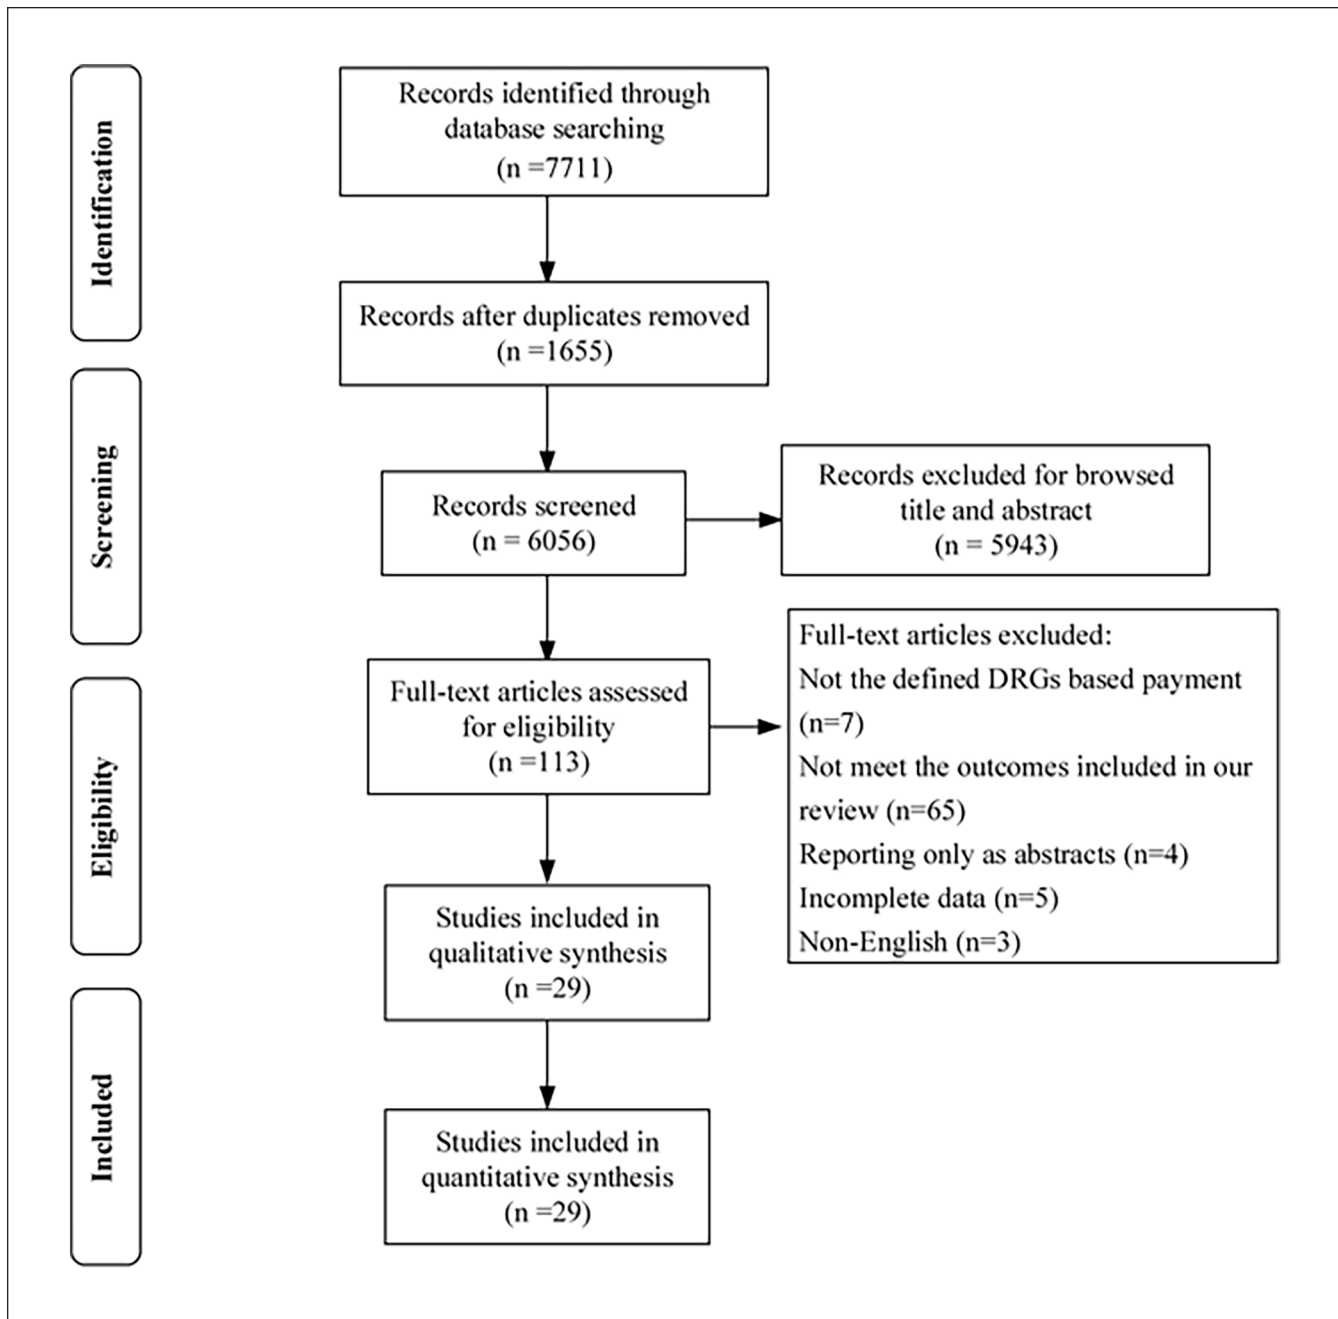 Identification
Records identified through
database searching
(n =7711)
Records after duplicates removed
(n =1655)
Screening
Records screened
(n = 6056)
Records excluded for browsed
title and abstract
(n = 5943)
Eligibility
Full-text articles assessed
for eligibility
(n =113)
Full-text articles excluded:
Not the defined DRGs based payment
(n=7)
Not meet the outcomes included in our
review (n=65)
Reporting only as abstracts (n=4)
Incomplete data (n=5)
Non-English (n=3)
Studies included in
qualitative synthesis
(n =29)
Included
Studies included in
quantitative synthesis
(n =29)